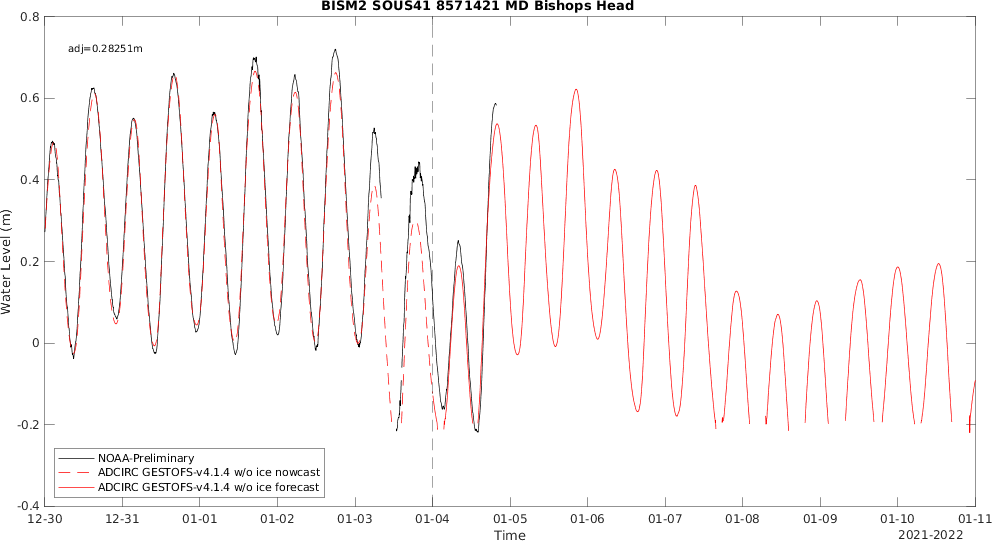 BISM2 SOUS41 8571421 MD Bishops Head
adj=0.28251m
0.8
0.6
0.4
0.2
0
-0.2
-0.4
Water Level (m)
NOAA-Preliminary
ADCIRC GESTOFS-v4.1.4 w/o ice nowcast
ADCIRC GESTOFS-v4.1.4 w/o ice forecast
12-30 12-31 01-01 01-02 01-03 01-04 01-05 01-06 01-07 01-08 01-09 01-10 01-11
Time
2021-2022